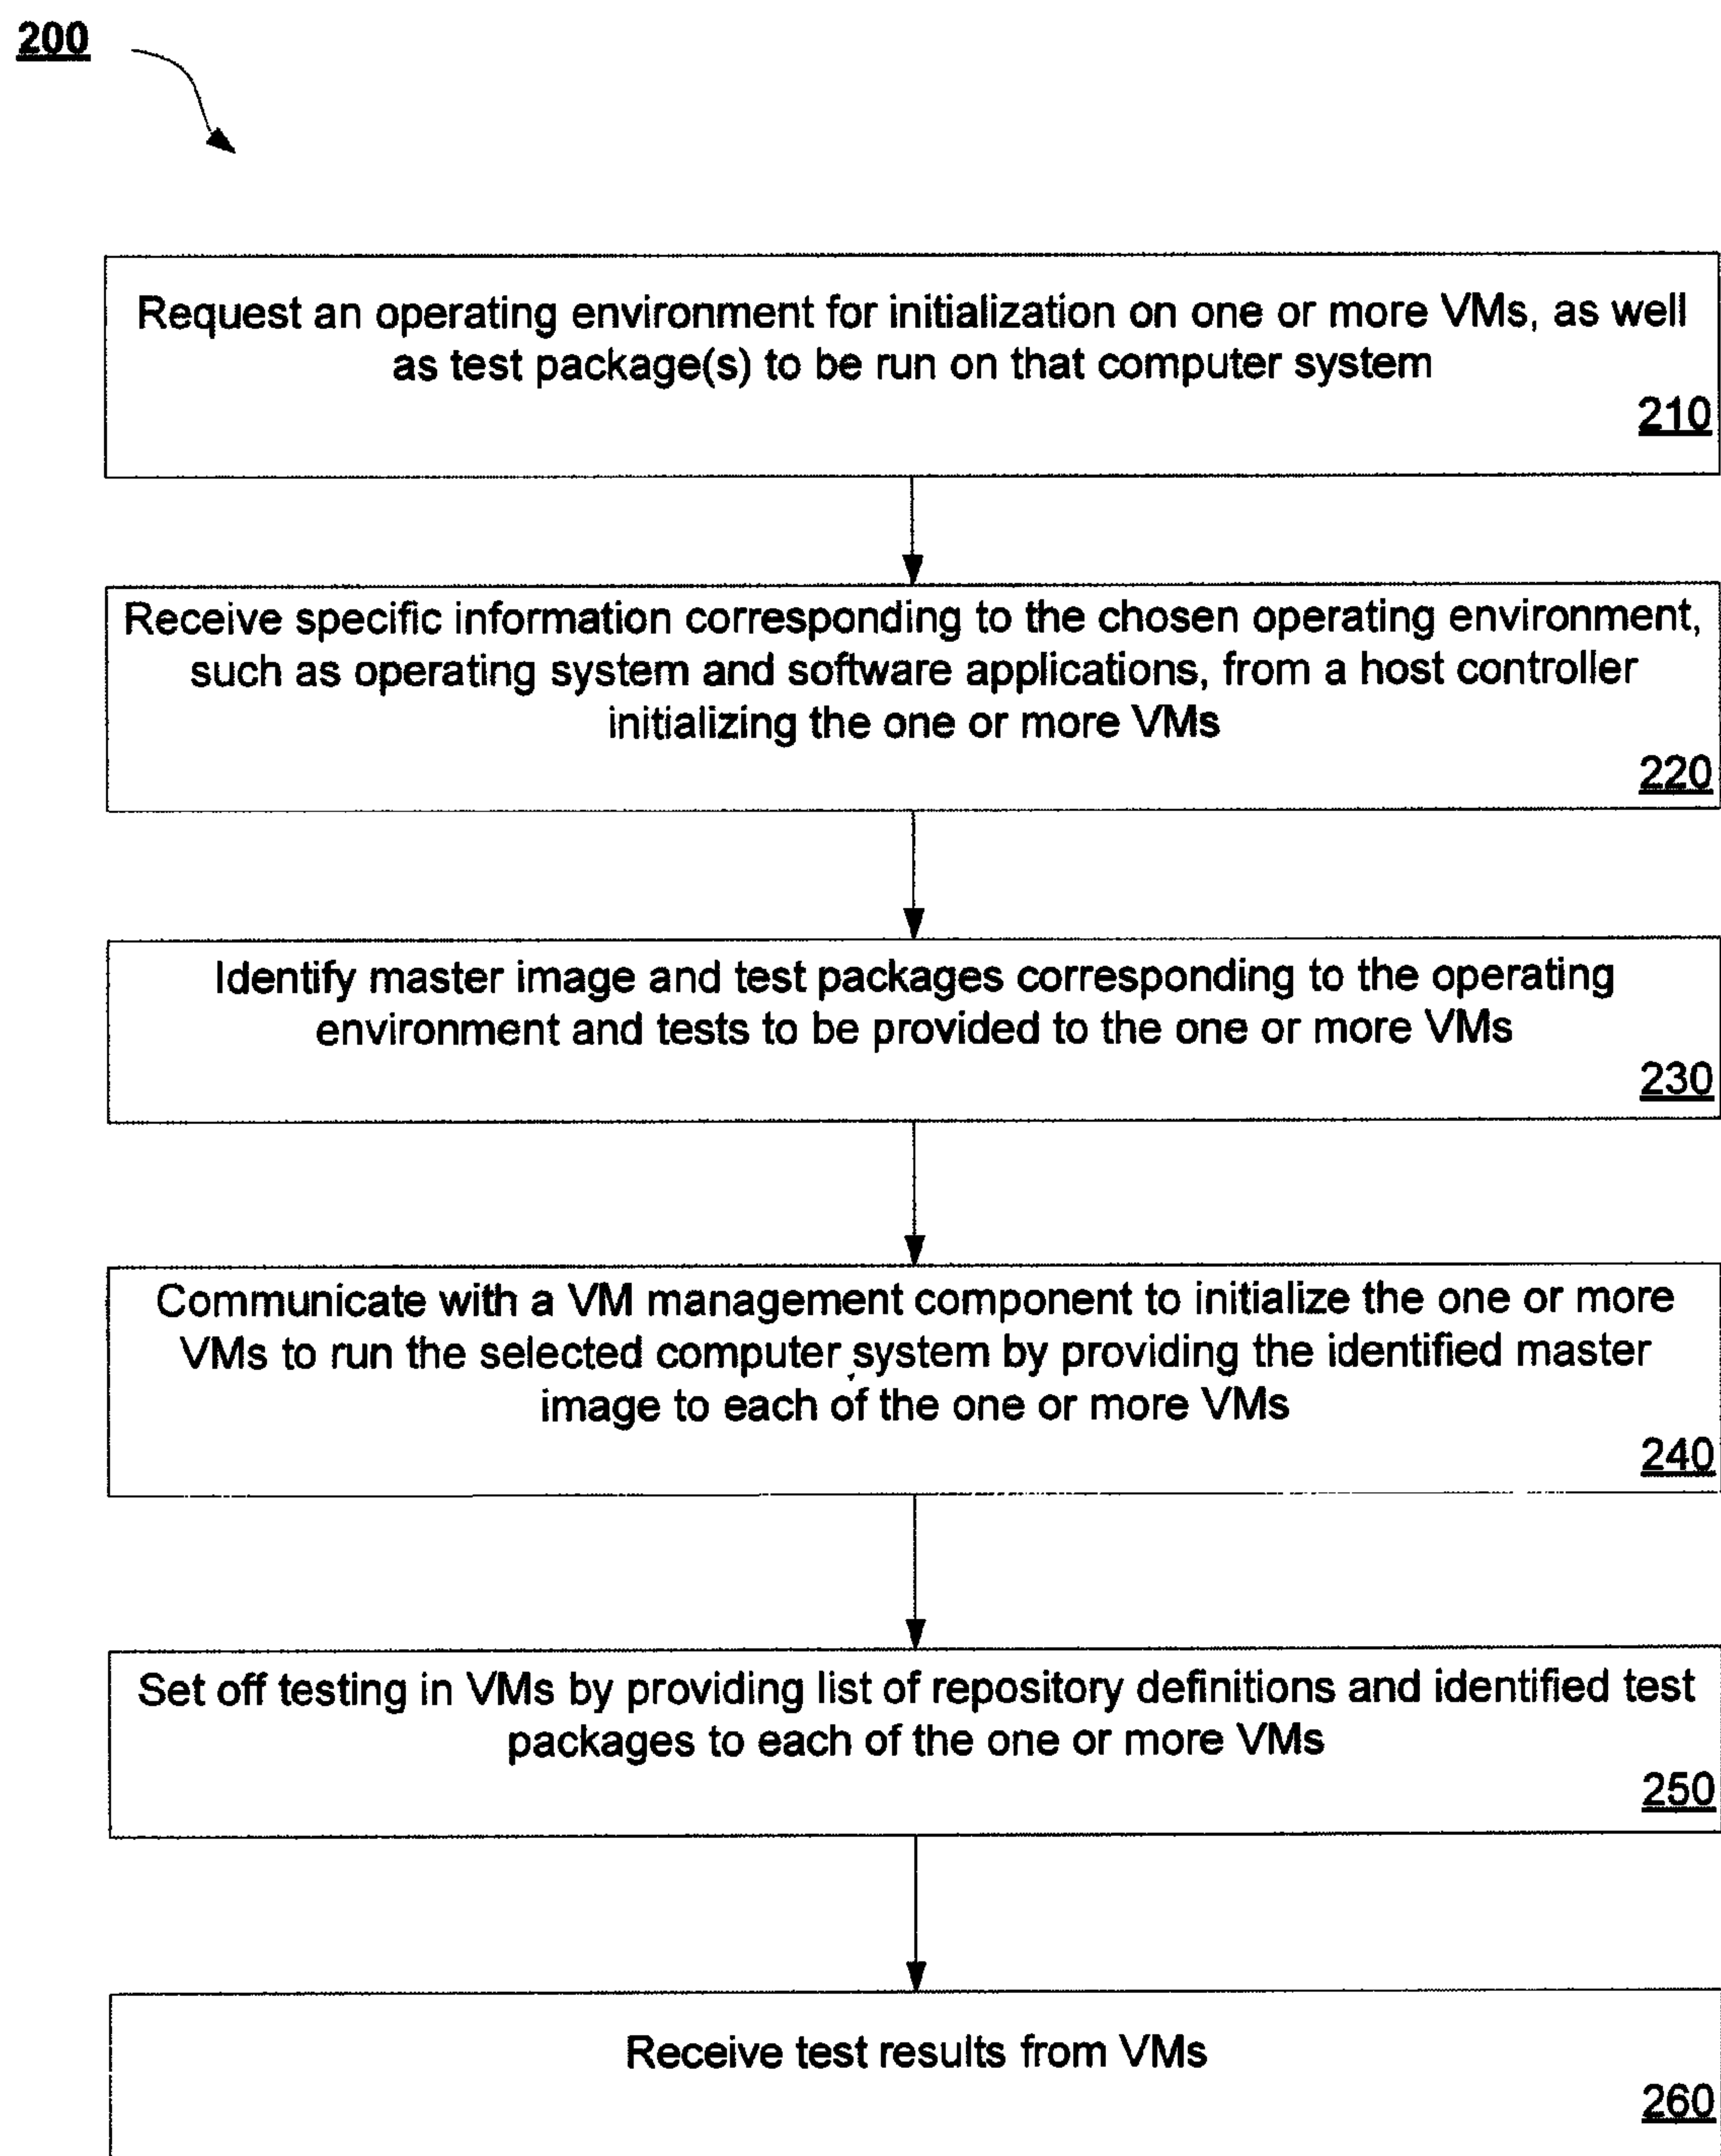 200
Request an operating environment for initialization on one or more VMs, as well
as test package(s) to be run on that computer system
210
Receive specific information corresponding to the chosen operating environment,
such as operating system and software applications, from a host controller
initializing the one or more VMs
220
Identify master image and test packages corresponding to the operating
environment and tests to be provided to the one or more VMs
230
Communicate with a VM management component to initialize the one or more
VMs to run the selected computer system by providing the identified master
image to each of the one or more VMs
240
Set off testing in VMs by providing list of repository definitions and identified test
packages to each of the one or more VMs
250
Receive test results from VMs
260